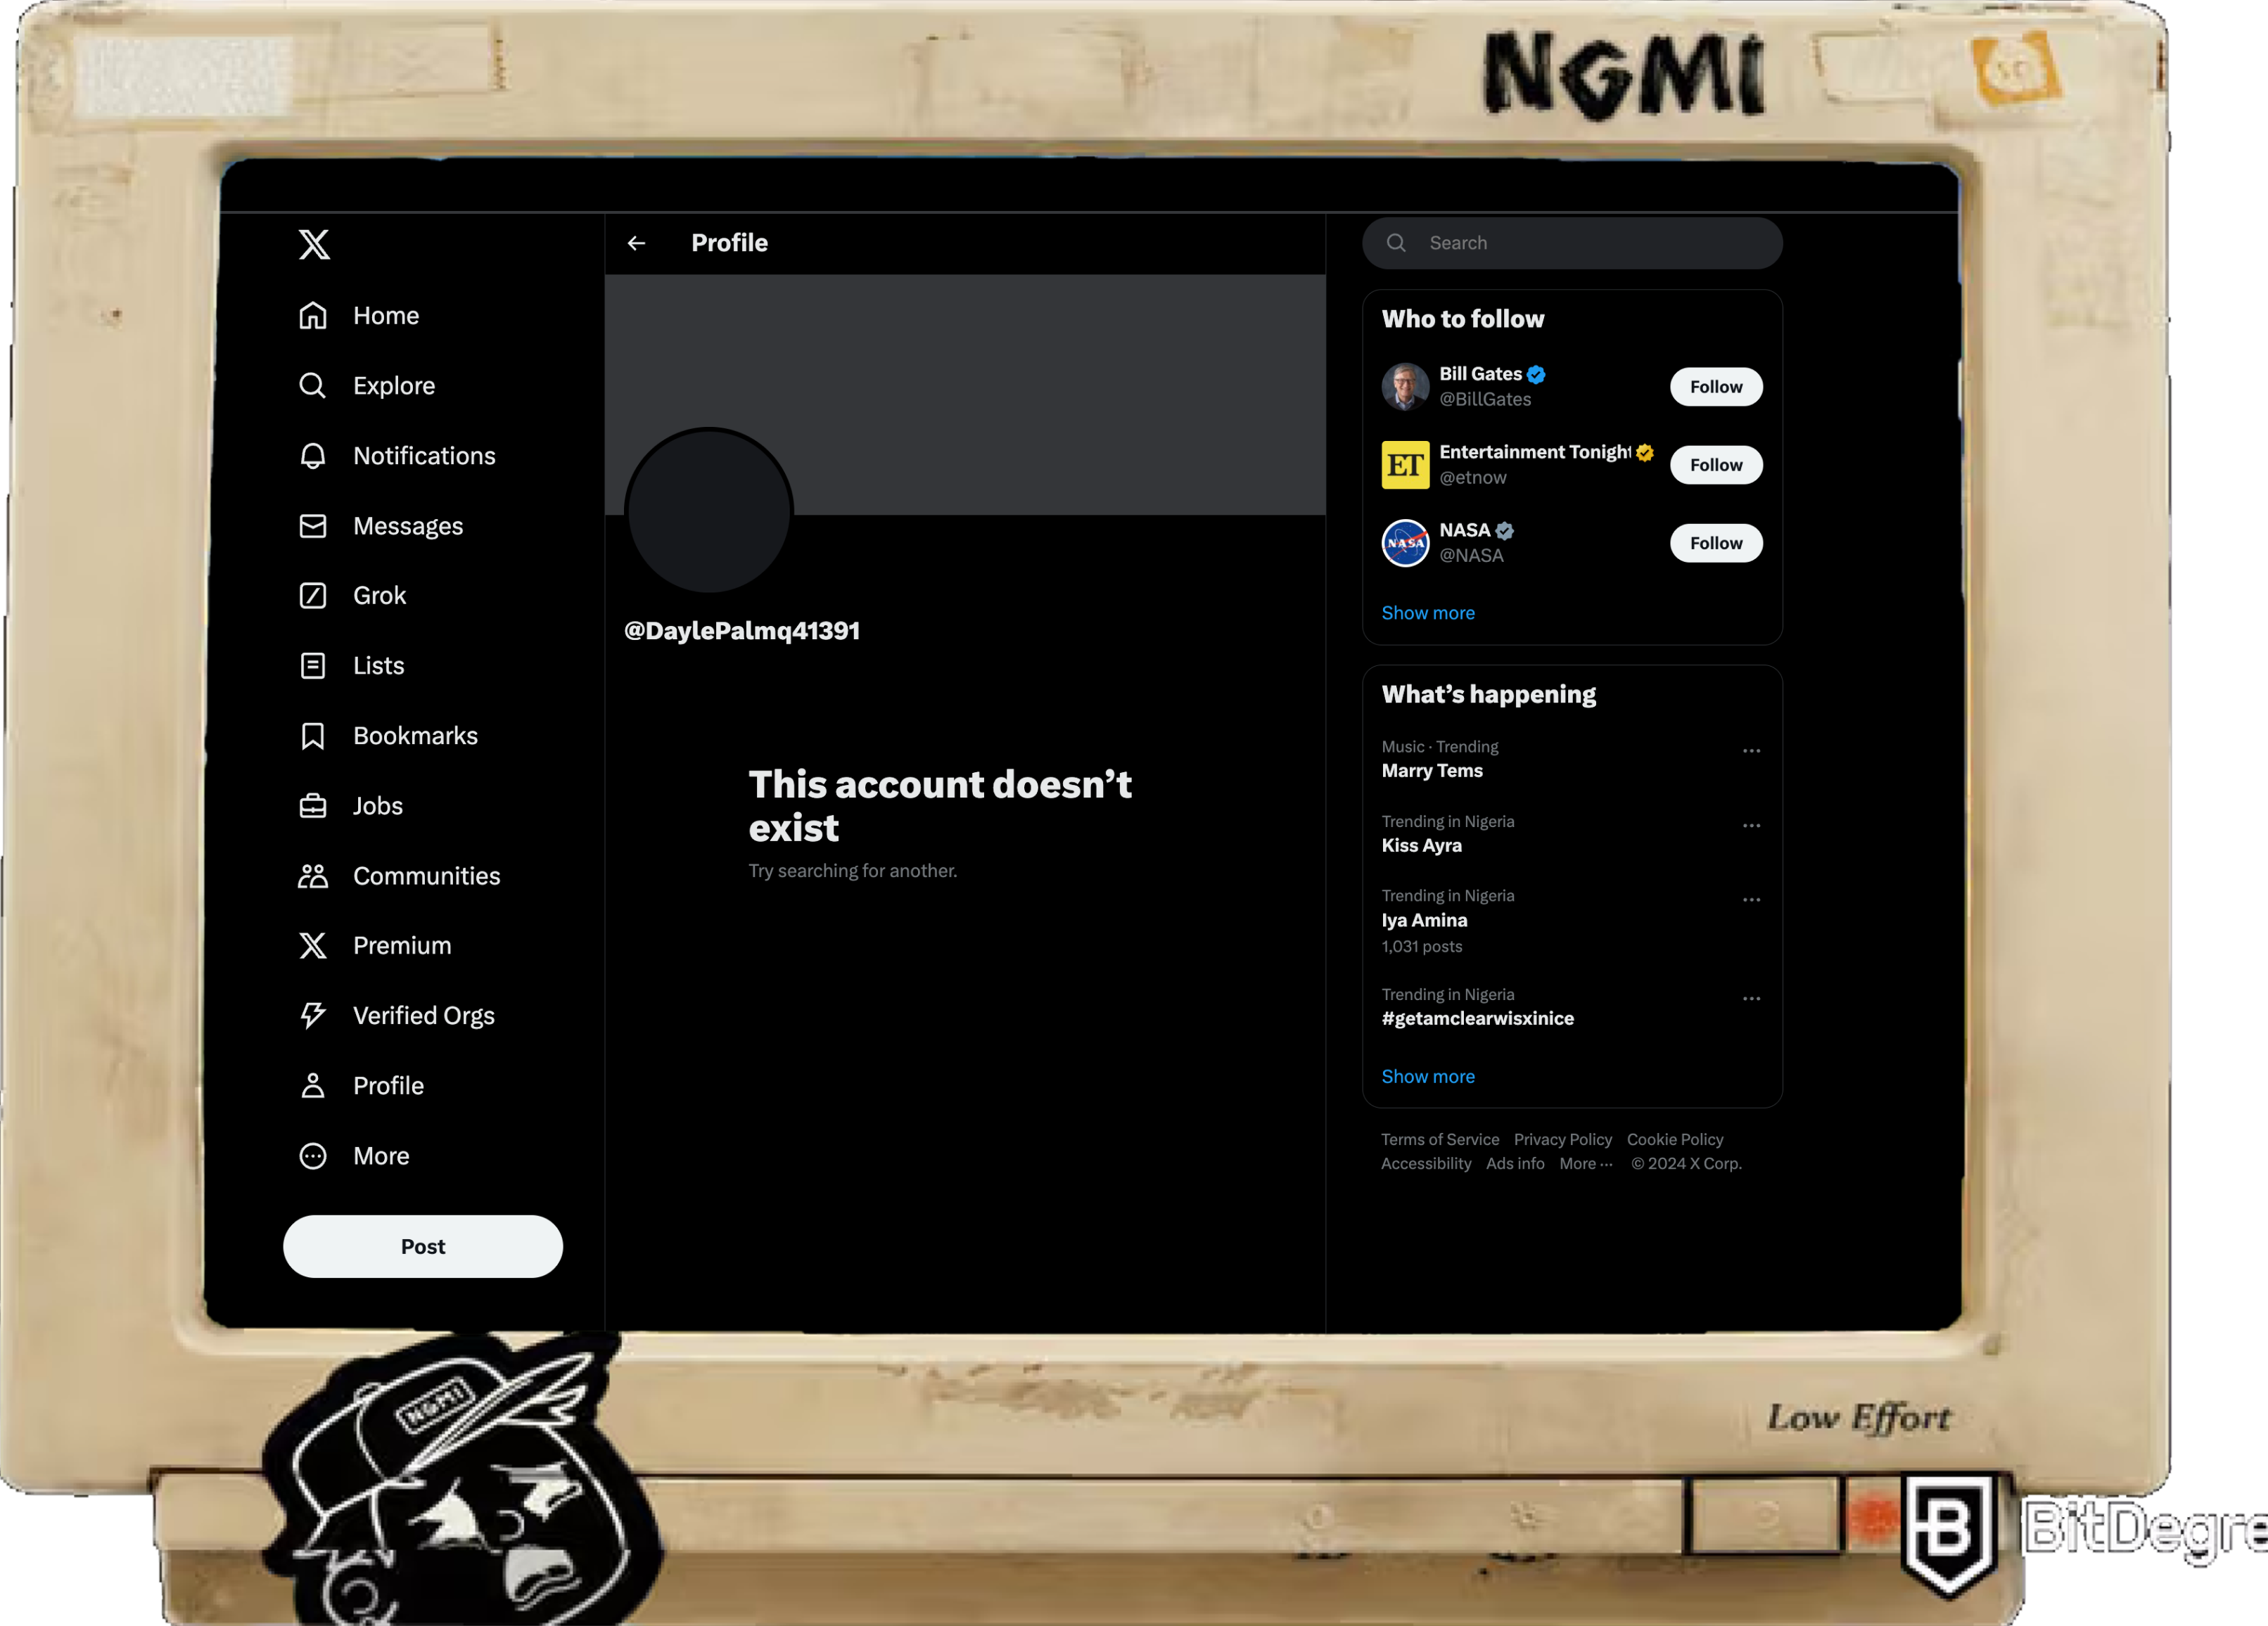 NGMI
Profile
Search
Home
Explore
Notifications
Messages
Grok
Lists
Bookmarks
Jobs
Communities
Premium
Verified Orgs
Profile
More
Post
@DaylePalmq41391
This account doesn’t
exist
Try searching for another.
Who to follow
Bill Gates
@BillGates
Follow
ET
Entertainment Tonight
@etnow
Follow
NASA
NASA
@NASA
Follow
Show more
What’s happening
Music · Trending
Marry Tems
Trending in Nigeria
Kiss Ayra
Trending in Nigeria
Iya Amina
1,031 posts
Trending in Nigeria
#getamclearwisxinice
Show more
Terms of Service Privacy Policy Cookie Policy
Accessibility Ads info More ··· © 2024 X Corp.
NGMI
Low Effort
B BitDegre